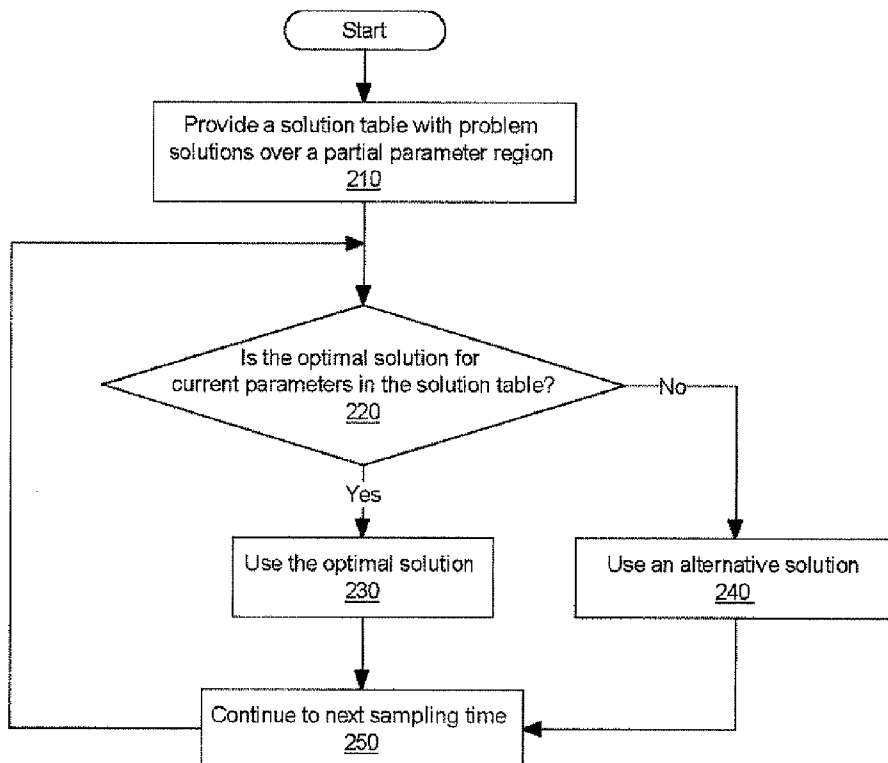 Start
Provide a solution table with problem
solutions over a partial parameter region
210
Is the optimal solution for
current parameters in the solution table?
220
No
Yes
Use the optimal solution
230
Use an alternative solution
240
Continue to next sampling time
250